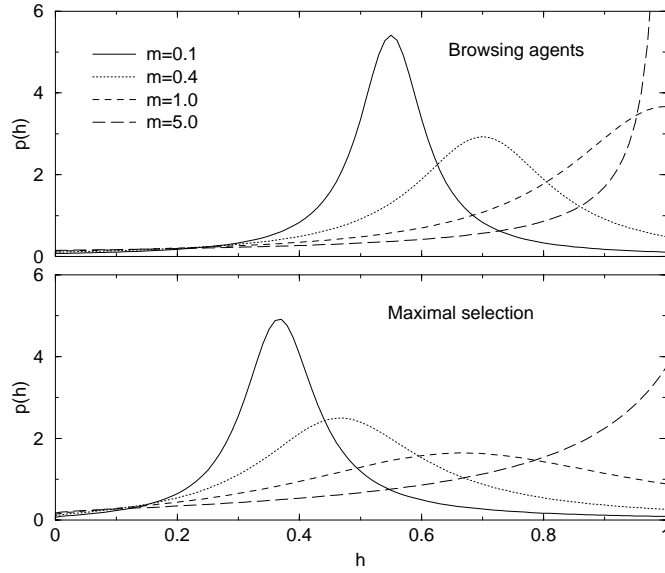 6
Browsing agents
m=0.1
m=0.4
m=1.0
m=5.0
4
p(h)
2
0
6
Maximal selection
4
p(h)
2
0
0 0.2 0.4 0.6 0.8 1
h